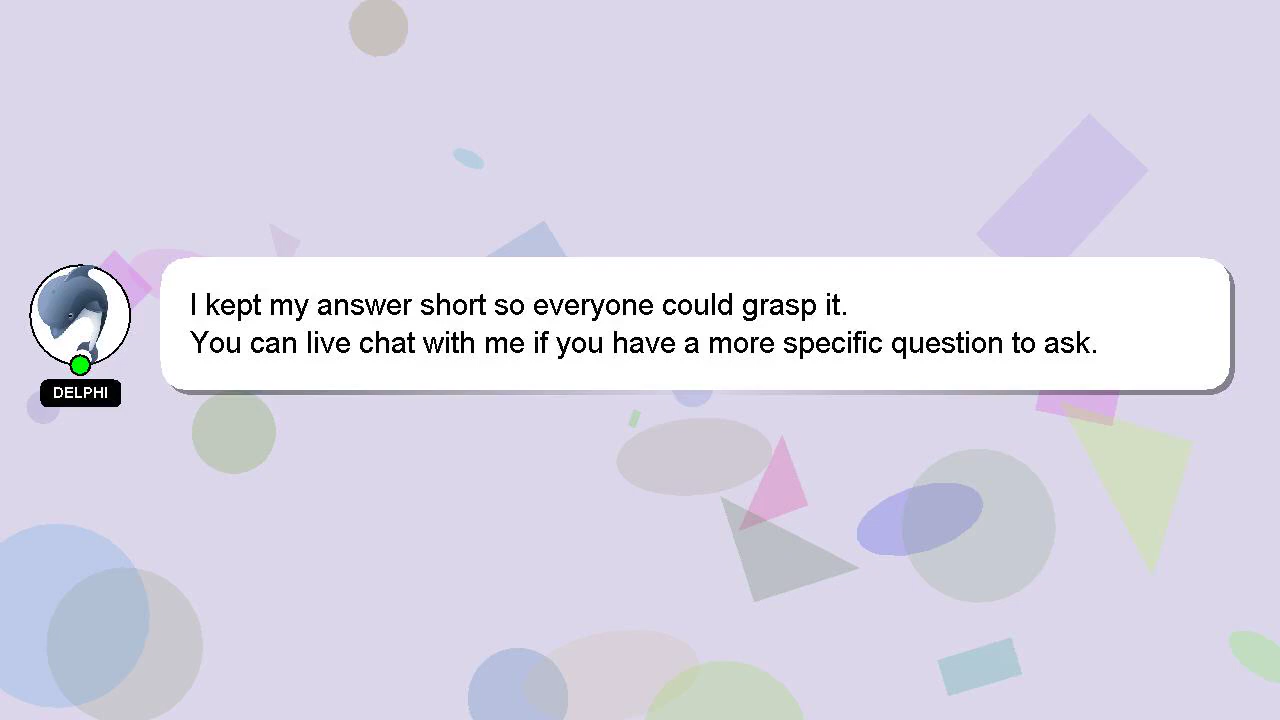 I kept my answer short so everyone could grasp it.
You can live chat with me if you have a more specific question to ask.
DELPHI